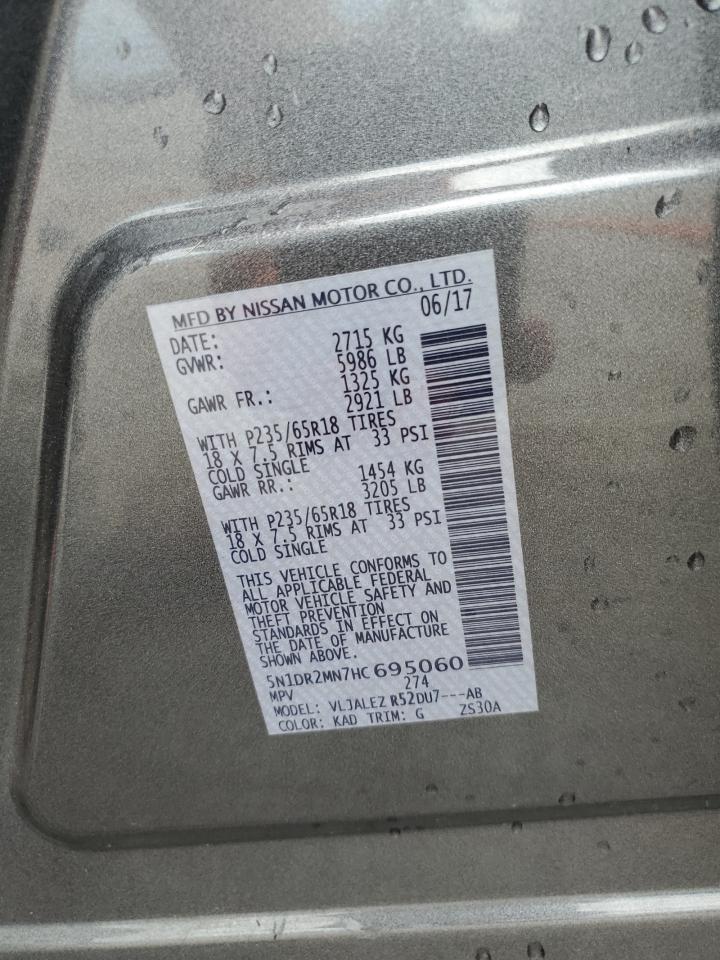 MFD BY NISSAN MOTOR CO., LTD.
DATE: 06/17
GVWR: 2715 KG
5986 LB
GAWR FR.: 1325 KG
2921 LB
WITH P235/65R18 TIRES
18 X 7.5 RIMS AT 33 PSI
COLD SINGLE
GAWR RR.: 1454 KG
3205 LB
WITH P235/65R18 TIRES
18 X 7.5 RIMS AT 33 PSI
COLD SINGLE
THIS VEHICLE CONFORMS TO
ALL APPLICABLE FEDERAL
MOTOR VEHICLE SAFETY AND
THEFT PREVENTION
STANDARDS IN EFFECT ON
THE DATE OF MANUFACTURE
SHOWN ABOVE.
5N1DR2MN7HC695060
MPV 274
MODEL: VLJALEZ R52DU7---AB
COLOR: KAD TRIM: G ZS30A